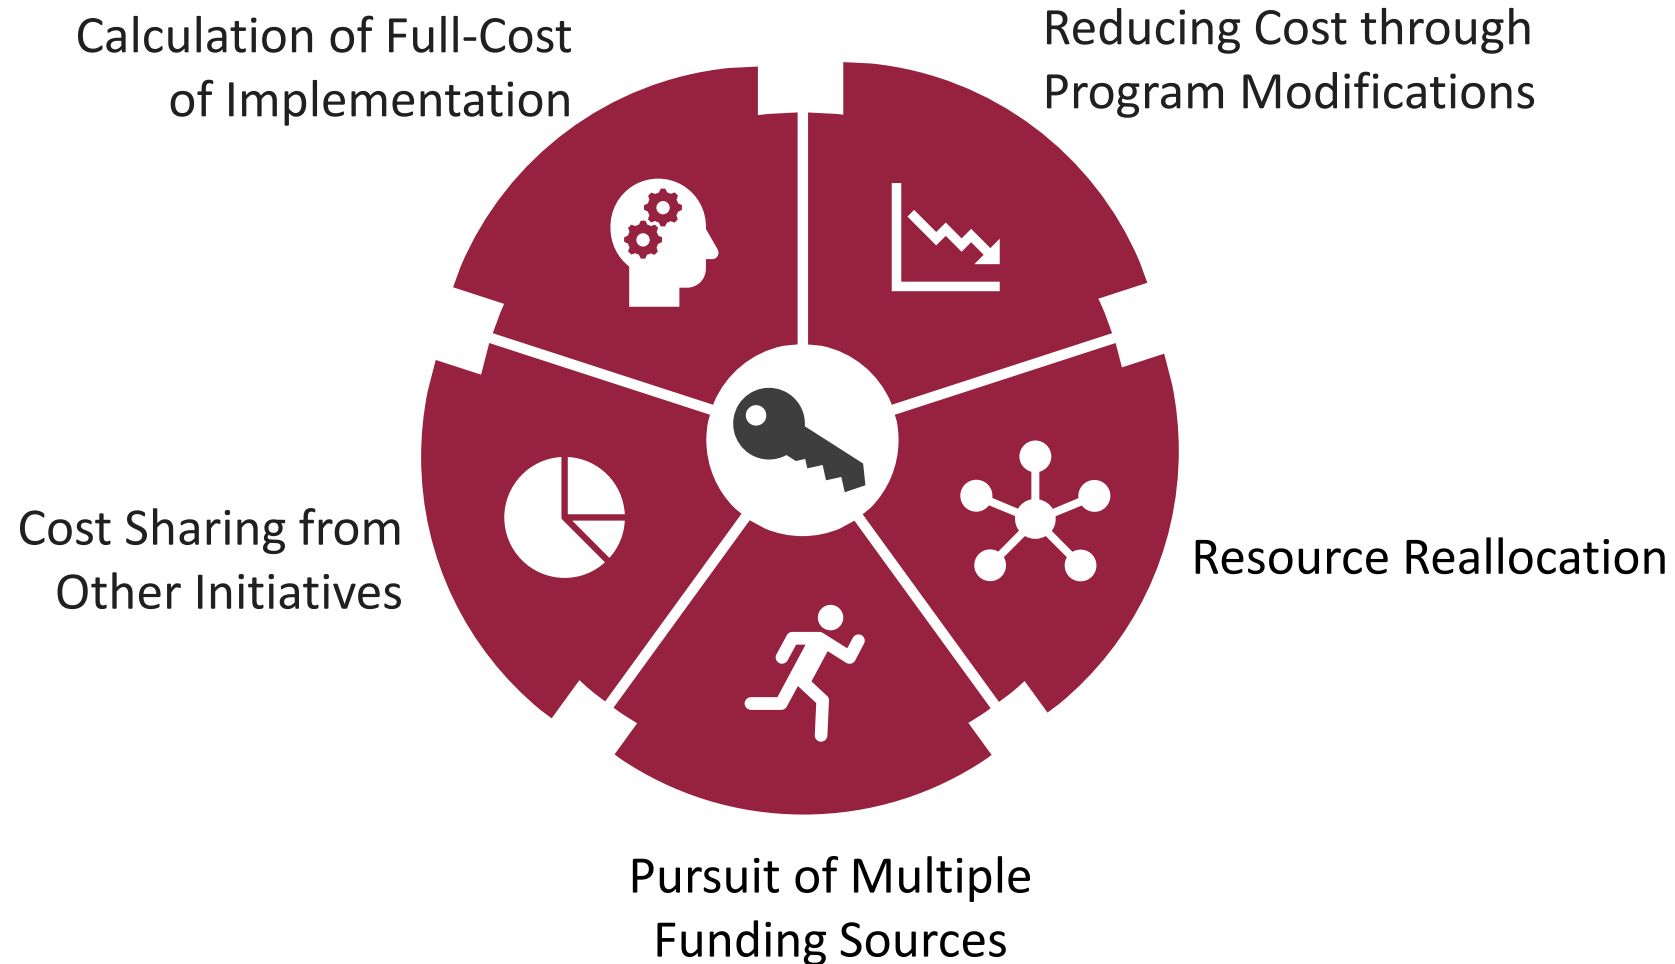 Calculation of Full-Cost
of Implementation
Reducing Cost through
Program Modifications
Cost Sharing from
Other Initiatives
Resource Reallocation
Pursuit of Multiple
Funding Sources